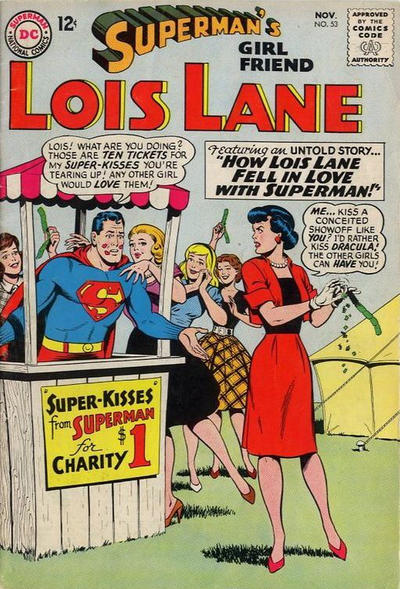 SUPERMAN
DC
NATIONAL COMICS
12¢
SUPERMAN'S
GIRL
FRIEND
NOV.
NO. 53
APPROVED
BY THE
COMICS
CODE
CA
AUTHORITY
LOIS LANE
LOIS! WHAT ARE YOU DOING?
THOSE ARE TEN TICKETS FOR
MY SUPER-KISSES YOU'RE
TEARING UP! ANY OTHER GIRL
WOULD LOVE THEM!
Featuring an UNTOLD STORY...
"HOW LOIS LANE
FELL IN LOVE
WITH SUPERMAN!"
ME... KISS A
CONCEITED
SHOWOFF LIKE
YOU? I'D RATHER
KISS DRACULA!
THE OTHER GIRLS
CAN HAVE YOU!
S
"SUPER-KISSES"
from SUPERMAN
for $1
CHARITY